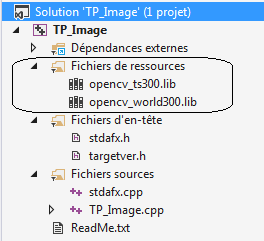 Solution 'TP_Image' (1 projet)
TP_Image
Dépendances externes
Fichiers de ressources
opencv_ts300.lib
opencv_world300.lib
Fichiers d'en-tête
stdafx.h
targetver.h
Fichiers sources
stdafx.cpp
TP_Image.cpp
ReadMe.txt